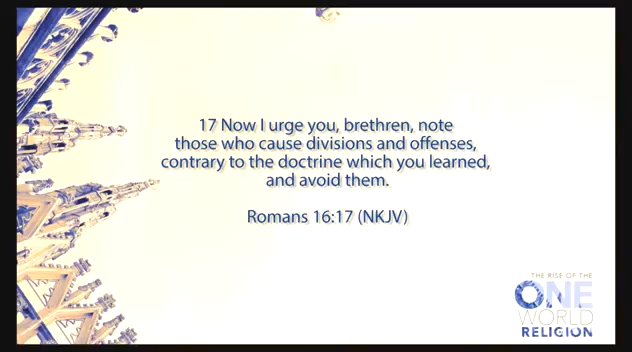 17 Now I urge you, brethren, note
those who cause divisions and offenses,
contrary to the doctrine which you learned,
and avoid them.
Romans 16:17 (NKJV)
THE RISE OF THE
ONE
WORLD
RELIGION